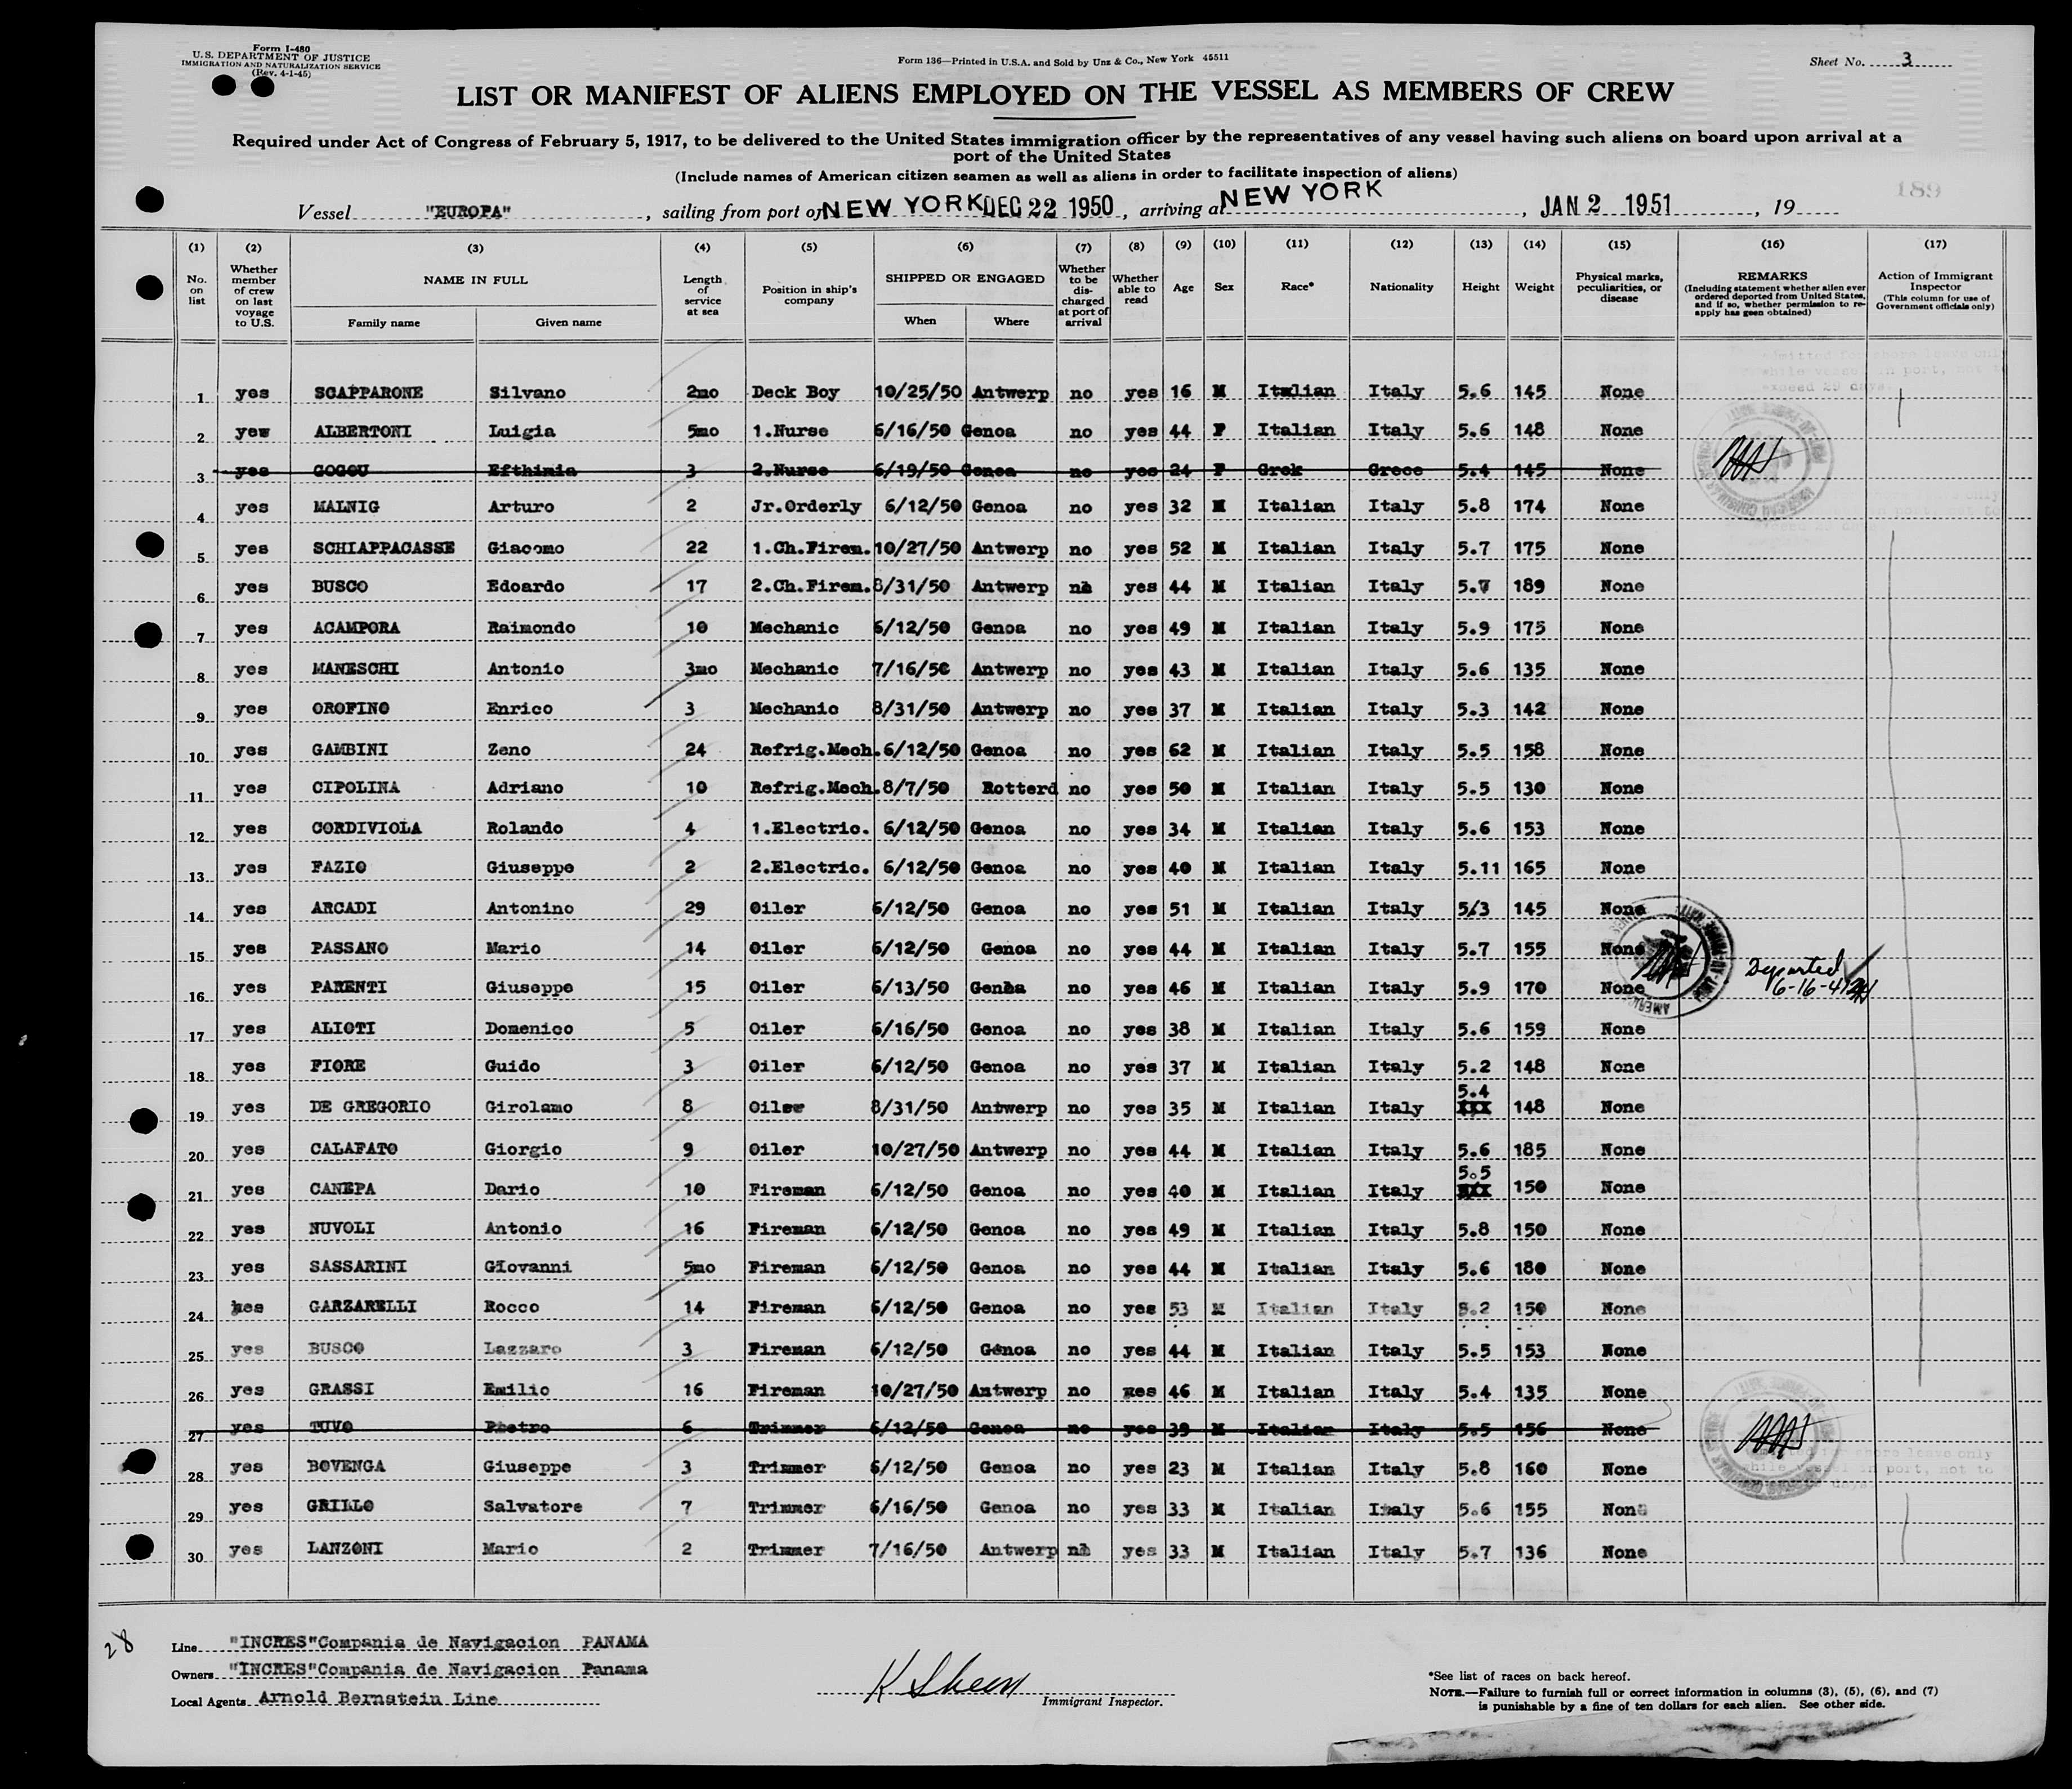 Form I-480
U. S. DEPARTMENT OF JUSTICE
IMMIGRATION AND NATURALIZATION SERVICE
(Rev. 4-1-45)
Form 136—Printed in U.S.A. and Sold by Unz & Co., New York 45511
Sheet No. 3
LIST OR MANIFEST OF ALIENS EMPLOYED ON THE VESSEL AS MEMBERS OF CREW
Required under Act of Congress of February 5, 1917, to be delivered to the United States immigration officer by the representatives of any vessel having such aliens on board upon arrival at a
port of the United States
(Include names of American citizen seamen as well as aliens in order to facilitate inspection of aliens)
189
Vessel "EUROPA", sailing from port of NEW YORK DEC 22 1950, arriving at NEW YORK, JAN 2 1951, 19
(1) (2) (3) (4) (5) (6) (7) (8) (9) (10) (11) (12) (13) (14) (15) (16) (17)
No. on list
Whether member of crew on last voyage to U.S.
NAME IN FULL
Family name Given name
Length of service at sea
Position in ship's company
SHIPPED OR ENGAGED
When Where
Whether to be discharged at port of arrival
Whether able to read
Age
Sex
Race*
Nationality
Height
Weight
Physical marks, peculiarities, or disease
REMARKS
(Including statement whether alien ever ordered deported from United States, and if so, whether permission to re-apply has geen obtained)
Action of Immigrant Inspector
(This column for use of Government officials only)
1 yes SCAPPARONE Silvano 2mo Deck Boy 10/25/50 Antwerp no yes 16 M Italian Italy 5.6 145 None
2 yew ALBERTONI Luigia 5mo 1.Nurse 6/16/50 Genoa no yes 44 F Italian Italy 5.6 148 None
3 yes GOGOU Efthimia 3 2.Nurse 6/19/50 Genoa no yes 24 F Grek Grece 5.4 145 None
4 yes MALNIG Arturo 2 Jr.Orderly 6/12/50 Genoa no yes 32 M Italian Italy 5.8 174 None
5 yes SCHIAPPACASSE Giacomo 22 1.Ch.Firem. 10/27/50 Antwerp no yes 52 M Italian Italy 5.7 175 None
6 yes BUSCO Edoardo 17 2.Ch.Firem. 8/31/50 Antwerp no yes 44 M Italian Italy 5.7 189 None
7 yes ACAMPORA Raimondo 10 Mechanic 6/12/50 Genoa no yes 49 M Italian Italy 5.9 175 None
8 yes MANESCHI Antonio 3mo Mechanic 7/16/50 Antwerp no yes 43 M Italian Italy 5.6 135 None
9 yes OROFINO Enrico 3 Mechanic 8/31/50 Antwerp no yes 37 M Italian Italy 5.3 142 None
10 yes GAMBINI Zeno 24 Refrig.Mech. 6/12/50 Genoa no yes 62 M Italian Italy 5.5 158 None
11 yes CIPOLINA Adriano 10 Refrig.Mech. 8/7/50 Rotterd no yes 50 M Italian Italy 5.5 130 None
12 yes CORDIVIOLA Rolando 4 1.Electric. 6/12/50 Genoa no yes 34 M Italian Italy 5.6 153 None
13 yes FAZIO Giuseppe 2 2.Electric. 6/12/50 Genoa no yes 40 M Italian Italy 5.11 165 None
14 yes ARCADI Antonino 29 Oiler 6/12/50 Genoa no yes 51 M Italian Italy 5/3 145 None
15 yes PASSANO Mario 14 Oiler 6/12/50 Genoa no yes 44 M Italian Italy 5.7 155 None
16 yes PARENTI Giuseppe 15 Oiler 6/13/50 Genoa no yes 46 M Italian Italy 5.9 170 None Departed 6-16-41
17 yes ALIOTI Domenico 5 Oiler 6/16/50 Genoa no yes 38 M Italian Italy 5.6 159 None
18 yes FIORE Guido 3 Oiler 6/12/50 Genoa no yes 37 M Italian Italy 5.2 148 None
19 yes DE GREGORIO Girolamo 8 Oiler 8/31/50 Antwerp no yes 35 M Italian Italy 5.4 XXX 148 None
20 yes CALAFATO Giorgio 9 Oiler 10/27/50 Antwerp no yes 44 M Italian Italy 5.6 185 None
21 yes CANEPA Dario 10 Fireman 6/12/50 Genoa no yes 40 M Italian Italy 5.5 XXX 150 None
22 yes NUVOLI Antonio 16 Fireman 6/12/50 Genoa no yes 49 M Italian Italy 5.8 150 None
23 yes SASSARINI GIovanni 5mo Fireman 6/12/50 Genoa no yes 44 M Italian Italy 5.6 180 None
24 yes GARZARELLI Rocco 14 Fireman 6/12/50 Genoa no yes 53 M Italian Italy 5.2 150 None
25 yes BUSCO Lazzaro 3 Fireman 6/12/50 Genoa no yes 44 M Italian Italy 5.5 153 None
26 yes GRASSI Emilio 16 Fireman 10/27/50 Antwerp no yes 46 M Italian Italy 5.4 135 None
27 yes TUVO Pietro 6 Trimmer 6/12/50 Genoa no yes 39 M Italian Italy 5.5 156 None
28 yes BOVENGA Giuseppe 3 Trimmer 6/12/50 Genoa no yes 23 M Italian Italy 5.8 160 None
29 yes GRILLO Salvatore 7 Trimmer 6/16/50 Genoa no yes 33 M Italian Italy 5.6 155 None
30 yes LANZONI Mario 2 Trimmer 7/16/50 Antwerp no yes 33 M Italian Italy 5.7 136 None
28
Line "INCRES"Compania de Navigacion PANAMA
Owners "INCRES"Compania de Navigacion Panama
Local Agents Arnold Bernstein Line
K Sheen
Immigrant Inspector.
*See list of races on back hereof.
NOTE.—Failure to furnish full or correct information in columns (3), (5), (6), and (7)
is punishable by a fine of ten dollars for each alien. See other side.